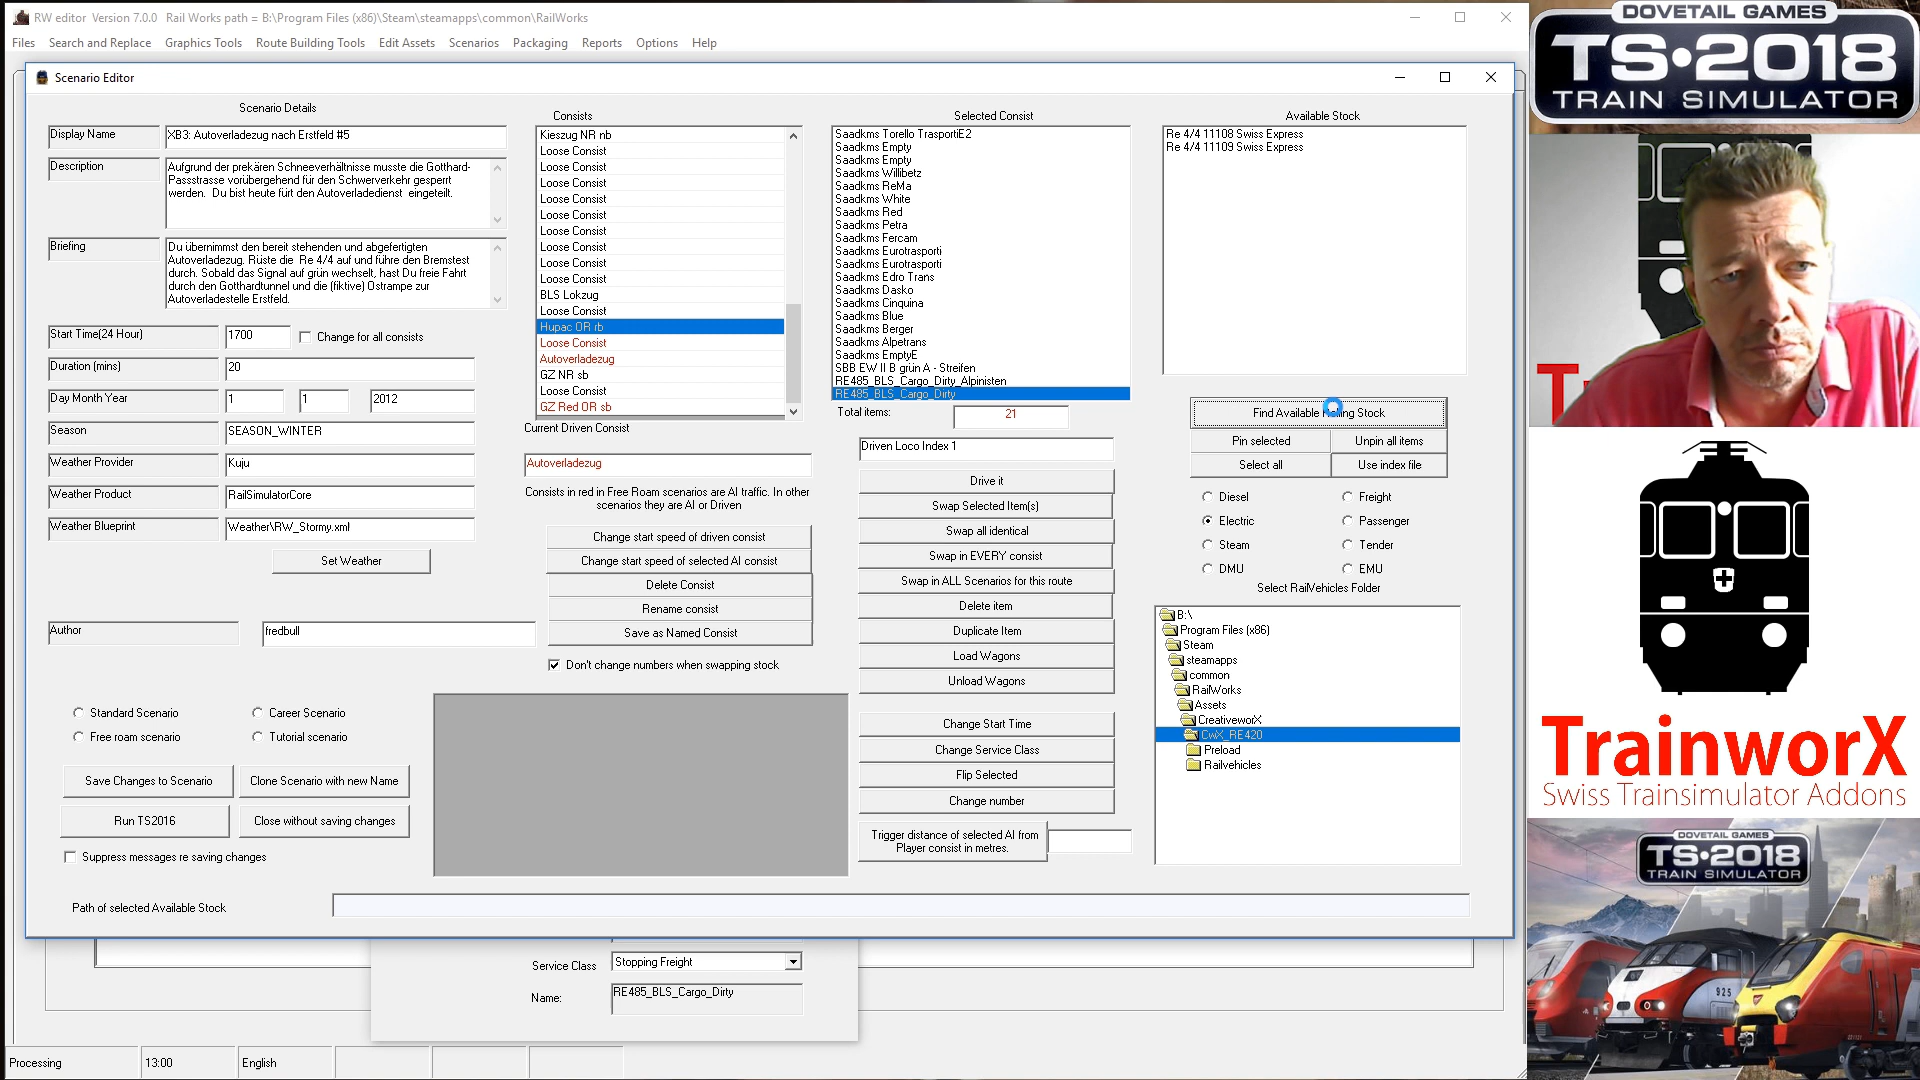 RW editor Version 7.0.0 Rail Works path = B:\Program Files (x86)\Steam\steamapps\common\RailWorks
Files Search and Replace Graphics Tools Route Building Tools Edit Assets Scenarios Packaging Reports Options Help
Scenario Editor
Scenario Details
Display Name
XB3: Autoverladezug nach Erstfeld #5
Description
Aufgrund der prekären Schneeverhältnisse musste die Gotthard-
Passstrasse vorübergehend für den Schwerverkehr gesperrt
werden. Du bist heute fürt den Autoverladedienst eingeteilt.
Briefing
Du übernimmst den bereit stehenden und abgefertigten
Autoverladezug. Rüste die Re 4/4 auf und führe den Bremstest
durch. Sobald das Signal auf grün wechselt, hast Du freie Fahrt
durch den Gotthardtunnel und die (fiktive) Ostrampe zur
Autoverladestelle Erstfeld.
Start Time(24 Hour)
1700
Change for all consists
Duration (mins)
20
Day Month Year
1
1
2012
Season
SEASON_WINTER
Weather Provider
Kuju
Weather Product
RailSimulatorCore
Weather Blueprint
Weather\RW_Stormy.xml
Set Weather
Author
fredbull
Standard Scenario
Career Scenario
Free roam scenario
Tutorial scenario
Save Changes to Scenario
Clone Scenario with new Name
Run TS2016
Close without saving changes
Suppress messages re saving changes
Path of selected Available Stock
Consists
Kieszug NR nb
Loose Consist
Loose Consist
Loose Consist
Loose Consist
Loose Consist
Loose Consist
Loose Consist
Loose Consist
Loose Consist
BLS Lokzug
Loose Consist
Hupac OR rb
Loose Consist
Autoverladezug
GZ NR sb
Loose Consist
GZ Red OR sb
Current Driven Consist
Autoverladezug
Consists in red in Free Roam scenarios are AI traffic. In other
scenarios they are AI or Driven
Change start speed of driven consist
Change start speed of selected AI consist
Delete Consist
Rename consist
Save as Named Consist
Don't change numbers when swapping stock
Selected Consist
Saadkms Torello TrasportiE2
Saadkms Empty
Saadkms Empty
Saadkms Willibetz
Saadkms ReMa
Saadkms White
Saadkms Red
Saadkms Petra
Saadkms Fercam
Saadkms Eurotrasporti
Saadkms Eurotrasporti
Saadkms Edro Trans
Saadkms Dasko
Saadkms Cinquina
Saadkms Blue
Saadkms Berger
Saadkms Alpetrans
Saadkms EmptyE
SBB EW II B grün A - Streifen
RE485_BLS_Cargo_Dirty_Alpinisten
RE485_BLS_Cargo_Dirty
Total items:
21
Driven Loco Index 1
Drive it
Swap Selected Item(s)
Swap all identical
Swap in EVERY consist
Swap in ALL Scenarios for this route
Delete item
Duplicate Item
Load Wagons
Unload Wagons
Change Start Time
Change Service Class
Flip Selected
Change number
Trigger distance of selected AI from
Player consist in metres.
Available Stock
Re 4/4 11108 Swiss Express
Re 4/4 11109 Swiss Express
Find Available Stock
Pin selected
Unpin all items
Select all
Use index file
Diesel
Freight
Electric
Passenger
Steam
Tender
DMU
EMU
Select RailVehicles Folder
B:\
Program Files (x86)
Steam
steamapps
common
RailWorks
Assets
CreativeworX
CwX_RE420
Preload
Railvehicles
Service Class
Stopping Freight
Name:
RE485_BLS_Cargo_Dirty
Processing
13:00
English
DOVETAIL GAMES
TS·2018
TRAIN SIMULATOR
T
TrainworX
Swiss Trainsimulator Addons
DOVETAIL GAMES
TS·2018
TRAIN SIMULATOR
925